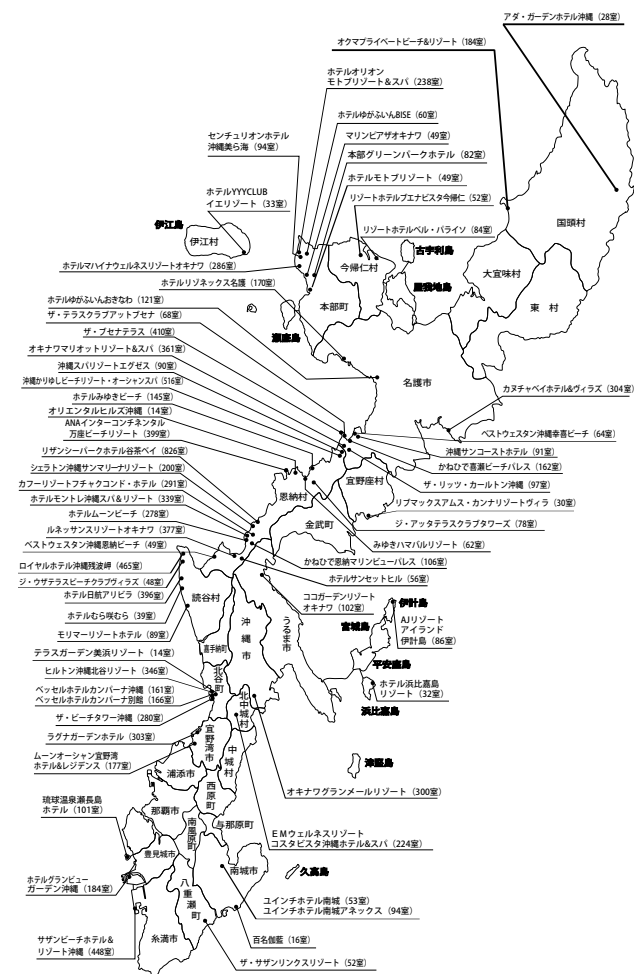 アダ・ガーデンホテル沖縄(28室)
オクマプライベートビーチ&リゾート(184室)
ホテルオリオン
モトブリゾート&スパ(238室)
ホテルゆがふいんBISE(60室)
センチュリオンホテル
沖縄美ら海(94室)
マリンピアザオキナワ(49室)
本部グリーンパークホテル(82室)
ホテルモトブリゾート(49室)
ホテルYYYCLUB
イエリゾート(33室)
リゾートホテルブエナビスタ今帰仁(52室)
リゾートホテルベル・パライソ(84室)
伊江島
伊江村
国頭村
古宇利島
今帰仁村
大宜味村
ホテルマハイナウェルネスリゾートオキナワ(286室)
ホテルリゾネックス名護(170室)
屋我地島
本部町
東 村
ホテルゆがふいんおきなわ(121室)
ザ・テラスクラブアットブセナ(68室)
瀬底島
ザ・ブセナテラス(410室)
オキナワマリオットリゾート&スパ(361室)
沖縄スパリゾートエグゼス(90室)
沖縄かりゆしビーチリゾート・オーシャンスパ(516室)
名護市
カヌチャベイホテル&ヴィラズ(304室)
ホテルみゆきビーチ(145室)
オリエンタルヒルズ沖縄(14室)
ANAインターコンチネンタル
万座ビーチリゾート(399室)
ベストウェスタン沖縄幸喜ビーチ(64室)
沖縄サンコーストホテル(91室)
かねひで喜瀬ビーチパレス(162室)
リザンシーパークホテル谷茶ベイ(826室)
シェラトン沖縄サンマリーナリゾート(200室)
カフーリゾートフチャクコンド・ホテル(291室)
ホテルモントレ沖縄スパ&リゾート(339室)
宜野座村
ザ・リッツ・カールトン沖縄(97室)
恩納村
リブマックスアムス・カンナリゾートヴィラ(30室)
ホテルムーンビーチ(278室)
金武町
ジ・アッタテラスクラブタワーズ(78室)
ルネッサンスリゾートオキナワ(377室)
みゆきハマバルリゾート(62室)
ベストウェスタン沖縄恩納ビーチ(49室)
かねひで恩納マリンビューパレス(106室)
ロイヤルホテル沖縄残波岬(465室)
ホテルサンセットヒル(56室)
ジ・ウザテラスビーチクラブヴィラズ(48室)
ホテル日航アリビラ(396室)
読谷村
ココガーデンリゾート
オキナワ(102室)
伊計島
ホテルむら咲むら(39室)
沖縄市
うるま市
宮城島
AJリゾート
アイランド
伊計島(86室)
モリマーリゾートホテル(89室)
嘉手納町
テラスガーデン美浜リゾート(14室)
平安座島
ヒルトン沖縄北谷リゾート(346室)
北谷町
ホテル浜比嘉島
リゾート(32室)
ベッセルホテルカンパーナ沖縄(161室)
ベッセルホテルカンパーナ別館(166室)
北中城村
浜比嘉島
ザ・ビーチタワー沖縄(280室)
ラグナガーデンホテル(303室)
宜野湾市
中城村
ムーンオーシャン宜野湾
ホテル&レジデンス(177室)
津堅島
浦添市
西原町
オキナワグランメールリゾート(300室)
琉球温泉瀬長島
ホテル(101室)
那覇市
南風原町
与那原町
EMウェルネスリゾート
コスタビスタ沖縄ホテル&スパ(224室)
豊見城市
ホテルグランビュー
ガーデン沖縄(184室)
南城市
久高島
八重瀬町
ユインチホテル南城(53室)
ユインチホテル南城アネックス(94室)
サザンビーチホテル&
リゾート沖縄(448室)
糸満市
百名伽藍(16室)
ザ・サザンリンクスリゾート(52室)